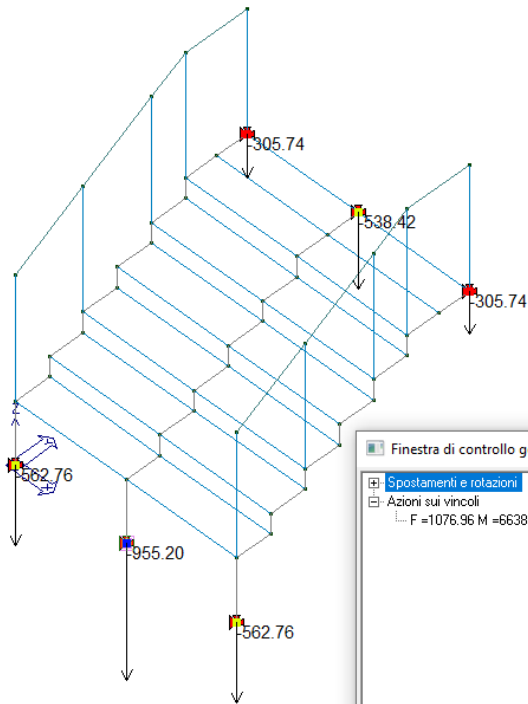 -305.74
-538.42
-305.74
Z
-562.76
-955.20
-562.76
Finestra di controllo g
Spostamenti e rotazioni
Azioni sui vincoli
F =1076.96 M =6638